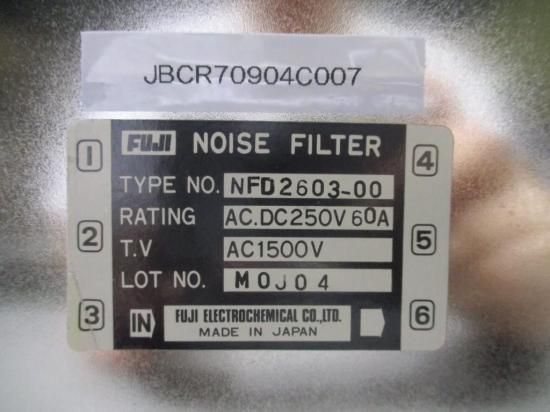 JBCR70904C007
FUJI NOISE FILTER
TYPE NO. NFD2603-00
RATING AC.DC250V 60A
T.V AC1500V
LOT NO. M0J04
IN FUJI ELECTROCHEMICAL CO.,LTD.
MADE IN JAPAN
1
2
3
4
5
6